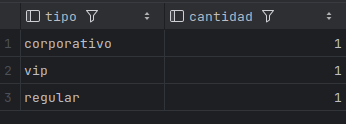 tipo cantidad
1 corporativo 1
2 vip 1
3 regular 1